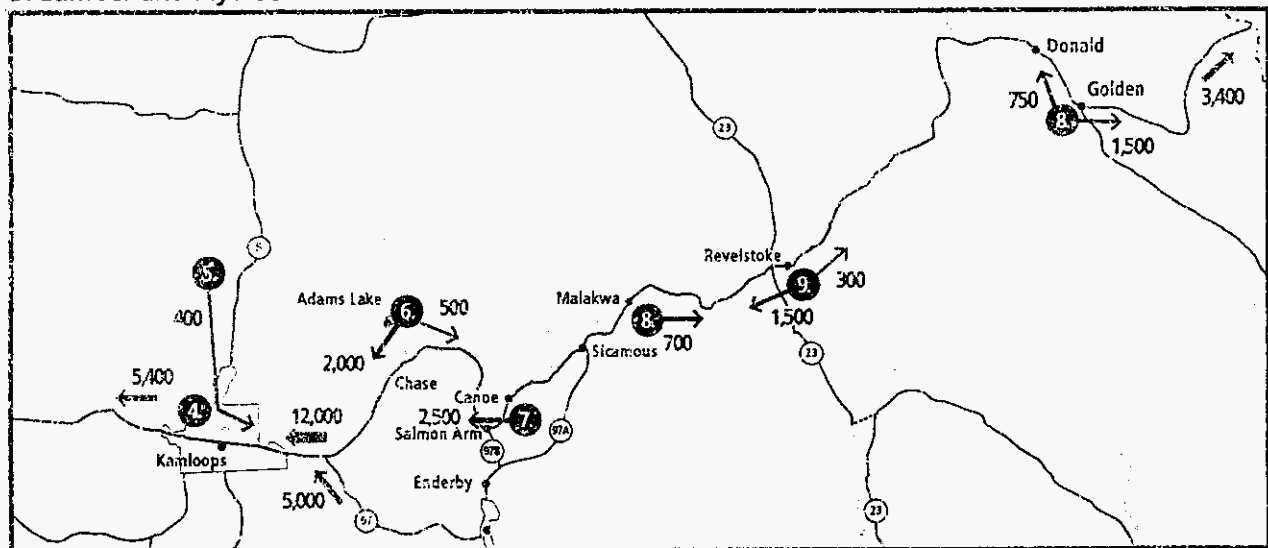 Donald
Golden
3,400
750
8
1,500
23
5
5
Revelstoke
9
300
Adams Lake
6
500
Malakwa
1,500
400
8
700
2,000
Sicamous
23
5,400
Chase
Canoe
4
12,000
2,500
7
Salmon Arm
97A
Kamloops
97B
Enderby
5,000
97
23